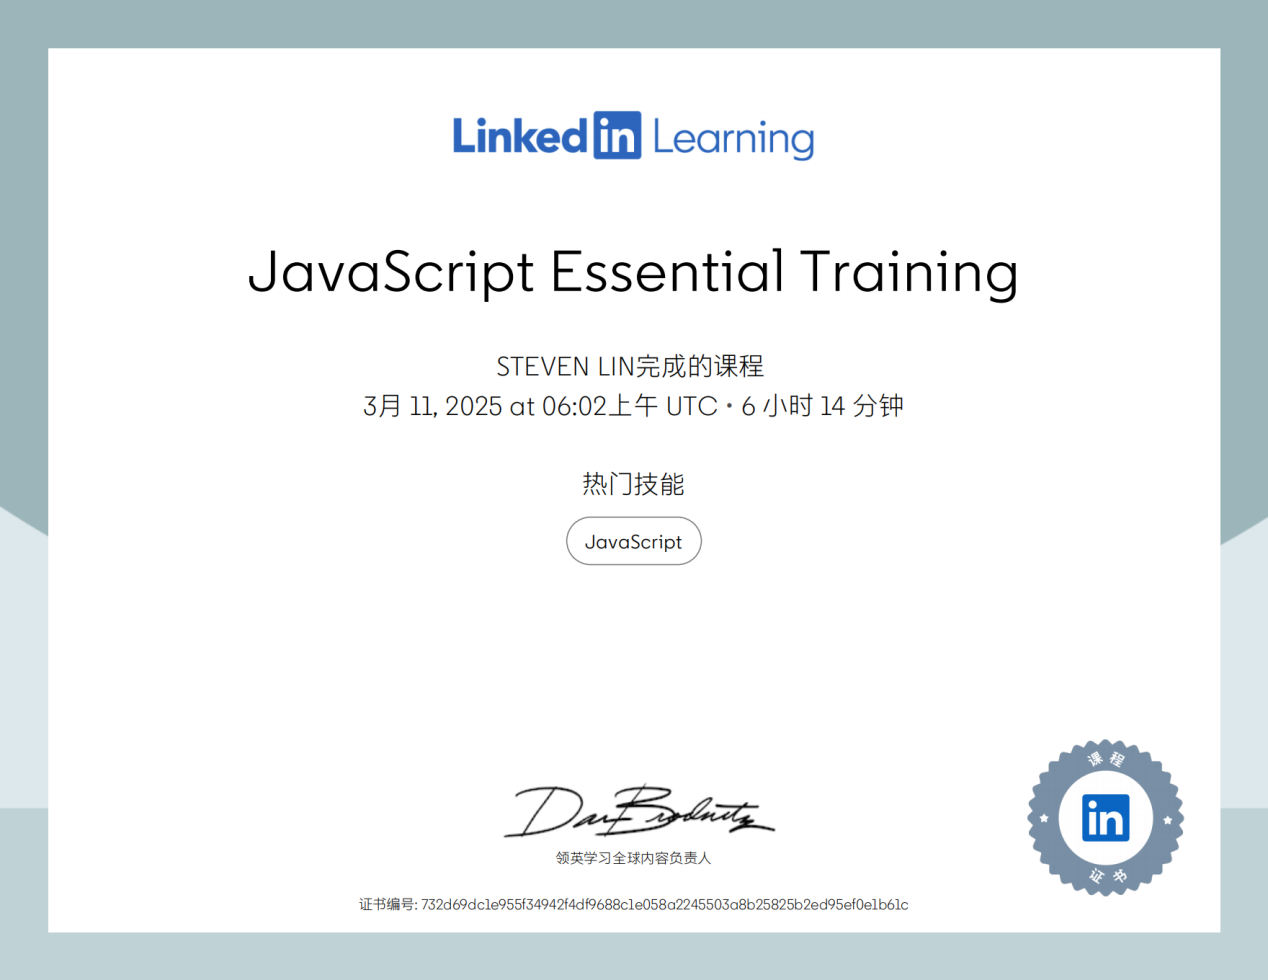 Linked in Learning
JavaScript Essential Training
STEVEN LIN完成的课程
3月 11, 2025 at 06:02上午 UTC • 6 小时 14 分钟
热门技能
JavaScript
领英学习全球内容负责人
证书编号: 732d69dc1e955f34942f4df9688c1e058a2245503a8b25825b2ed95ef0e1b61c
课程
in
证书